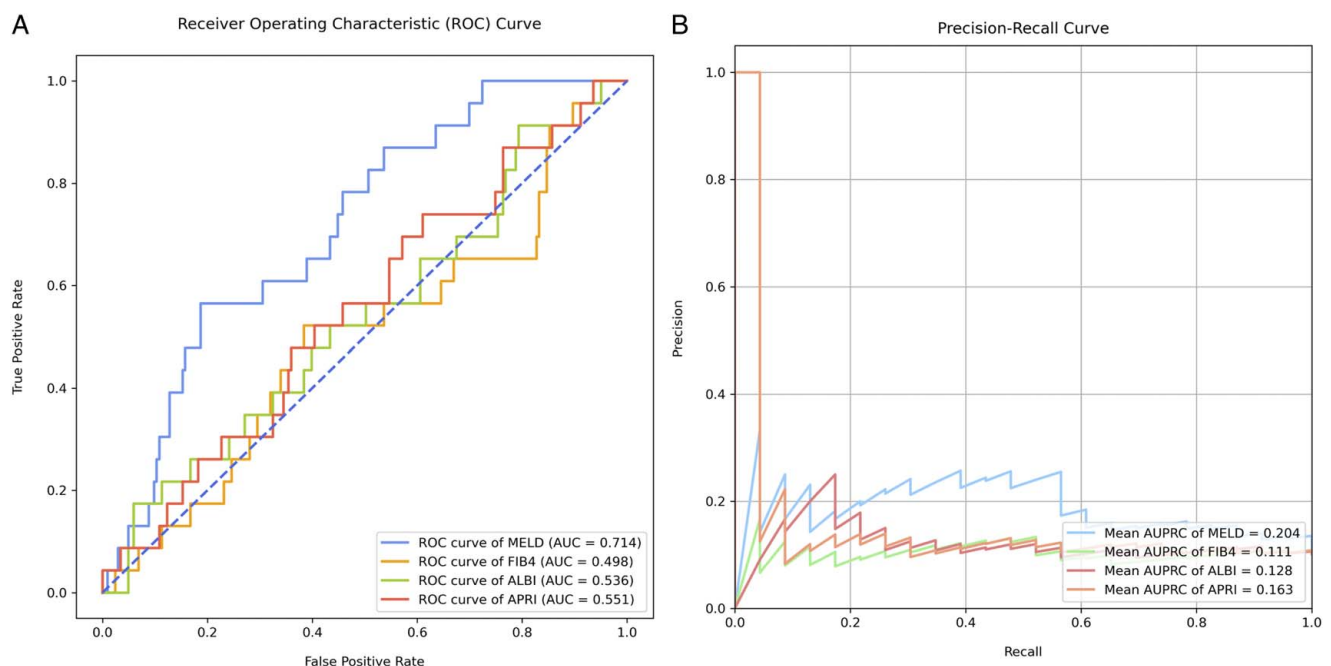 A
Receiver Operating Characteristic (ROC) Curve
True Positive Rate
1.0
0.8
0.6
0.4
0.2
0.0
ROC curve of MELD (AUC = 0.714)
ROC curve of FIB4 (AUC = 0.498)
ROC curve of ALBI (AUC = 0.536)
ROC curve of APRI (AUC = 0.551)
0.0 0.2 0.4 0.6 0.8 1.0
False Positive Rate
B
Precision-Recall Curve
Precision
1.0
0.8
0.6
0.4
0.2
0.0
Mean AUPRC of MELD = 0.204
Mean AUPRC of FIB4 = 0.111
Mean AUPRC of ALBI = 0.128
Mean AUPRC of APRI = 0.163
0.0 0.2 0.4 0.6 0.8 1.0
Recall